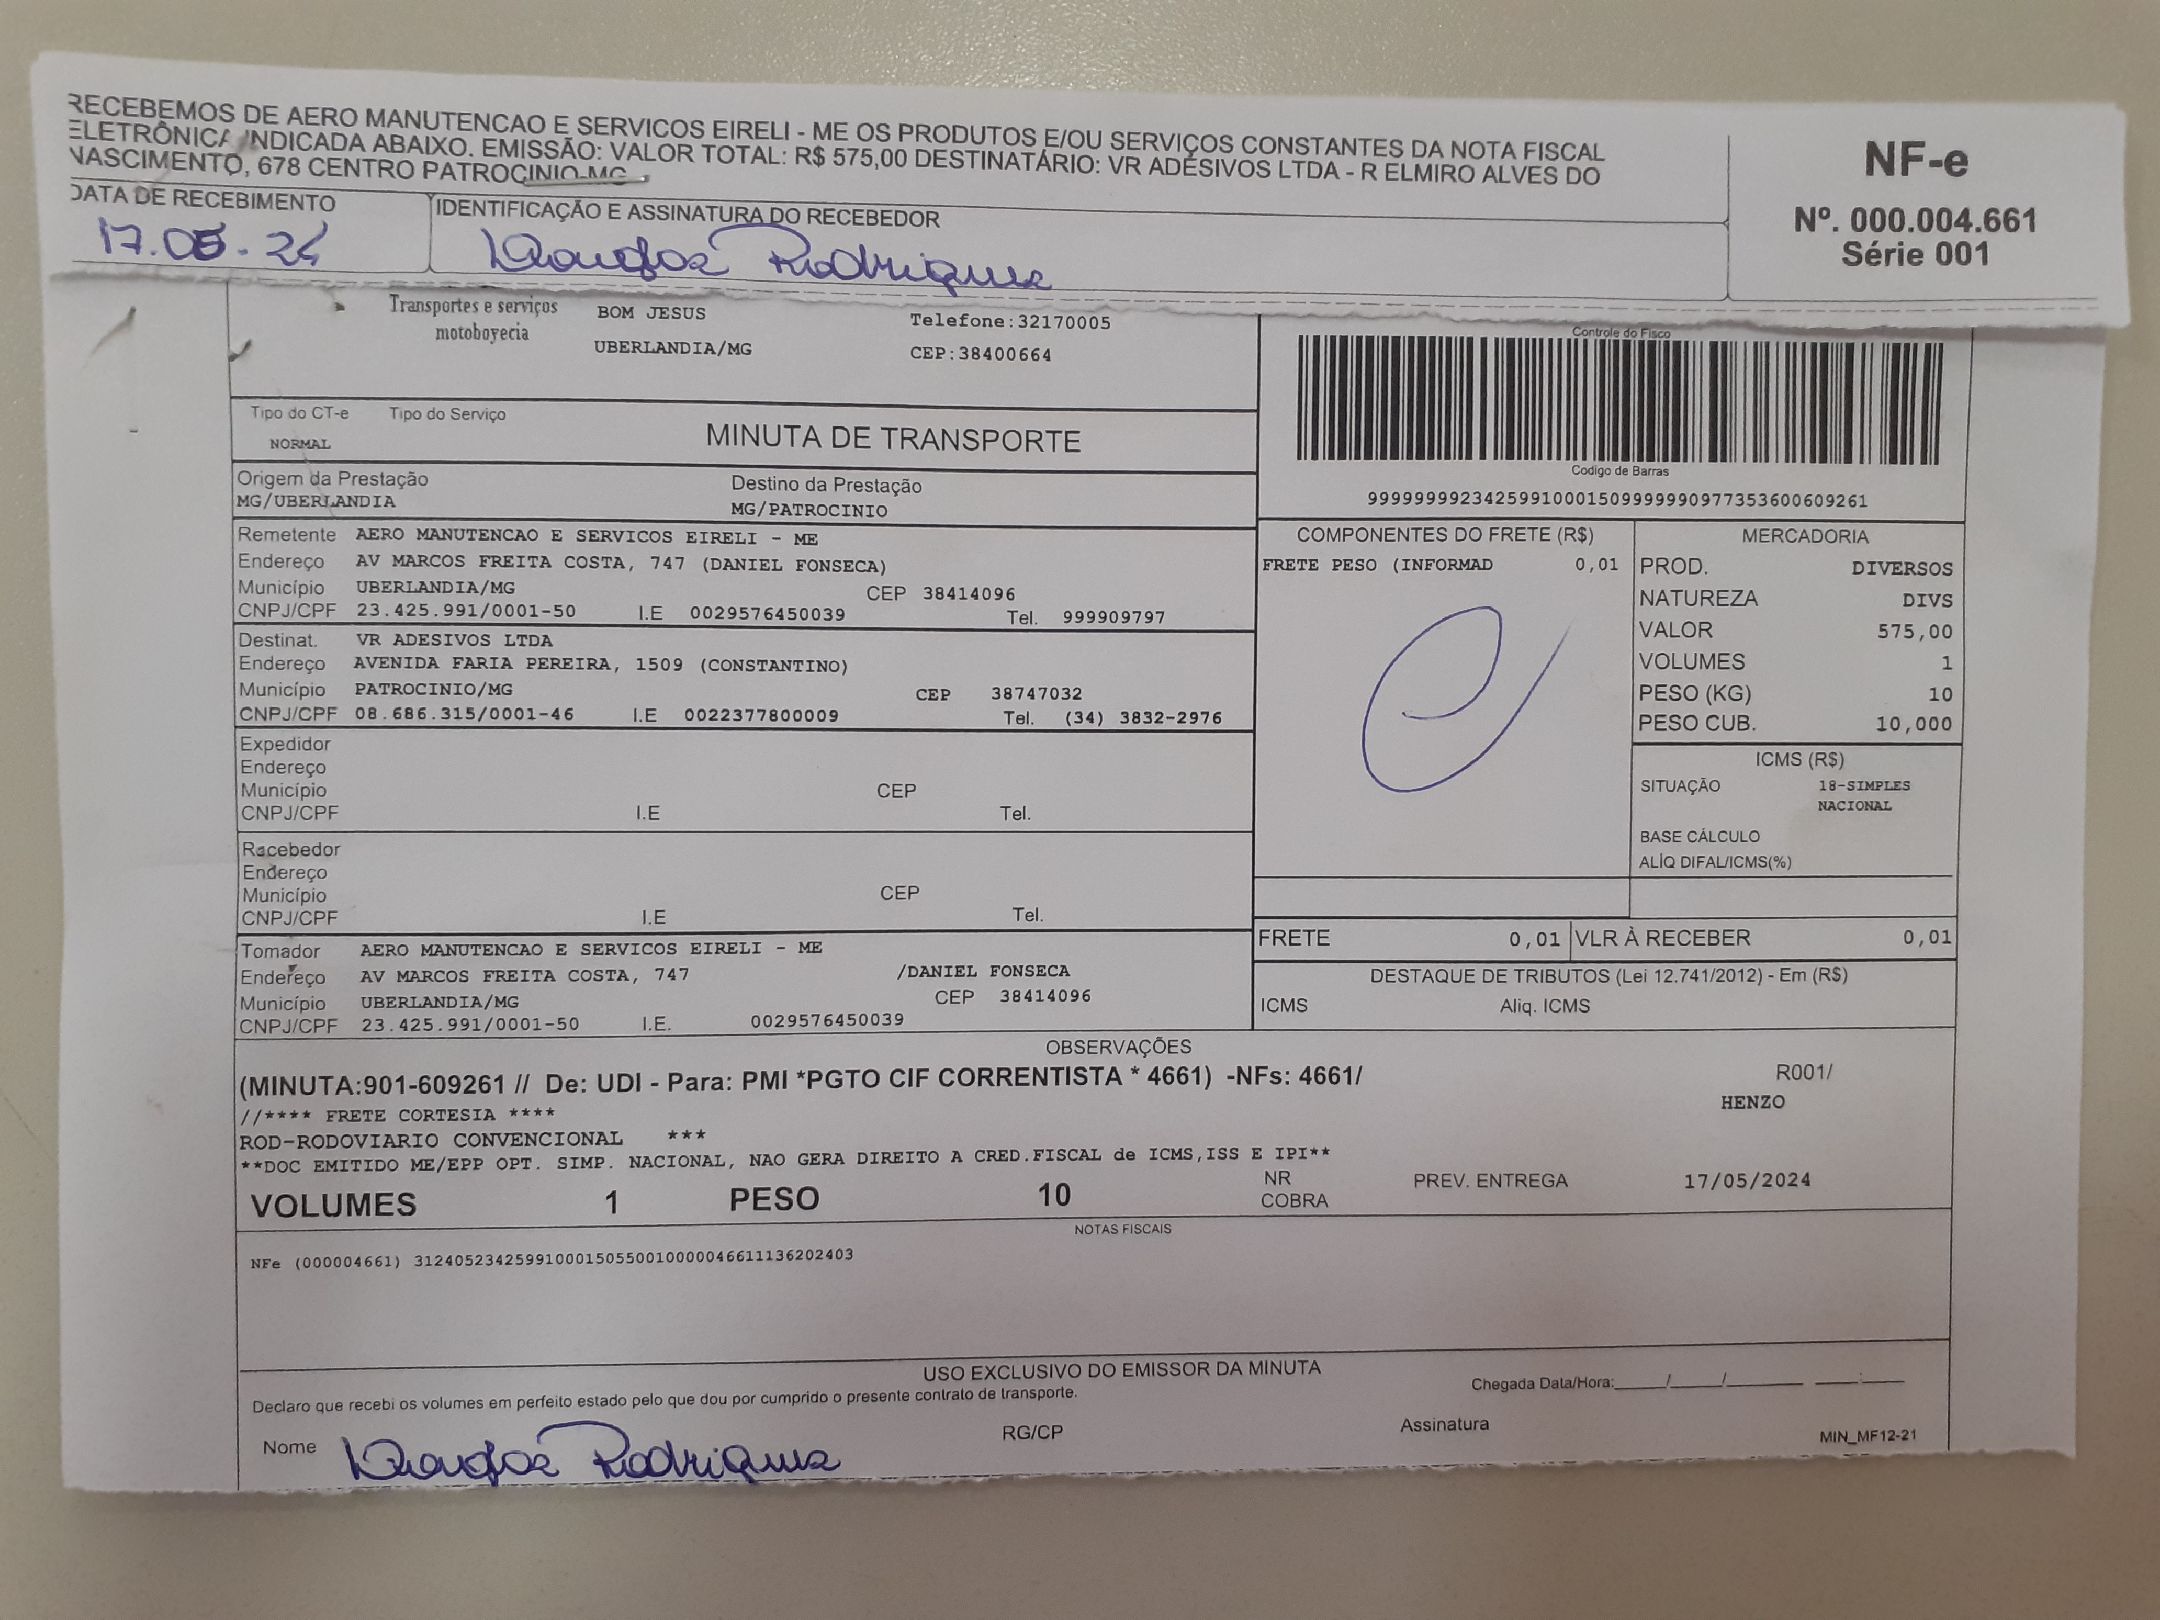 RECEBEMOS DE AERO MANUTENCAO E SERVICOS EIRELI - ME OS PRODUTOS E/OU SERVIÇOS CONSTANTES DA NOTA FISCAL
ELETRÔNICA INDICADA ABAIXO. EMISSÃO: VALOR TOTAL: R$ 575,00 DESTINATÁRIO: VR ADESIVOS LTDA - R ELMIRO ALVES DO
NASCIMENTO, 678 CENTRO PATROCINIO-MG
NF-e
Nº. 000.004.661
Série 001
DATA DE RECEBIMENTO
17.05.24
IDENTIFICAÇÃO E ASSINATURA DO RECEBEDOR
Rodrigues
Transportes e serviços
motoboyecia
BOM JESUS
UBERLANDIA/MG
Telefone:32170005
CEP:38400664
Controle do Fisco
Codigo de Barras
99999999234259910001509999999097735360060​9261
Tipo do CT-e Tipo do Serviço
NORMAL
MINUTA DE TRANSPORTE
Origem da Prestação
MG/UBERLANDIA
Destino da Prestação
MG/PATROCINIO
Remetente AERO MANUTENCAO E SERVICOS EIRELI - ME
Endereço AV MARCOS FREITA COSTA, 747 (DANIEL FONSECA)
Município UBERLANDIA/MG CEP 38414096
CNPJ/CPF 23.425.991/0001-50 I.E 0029576450039 Tel. 999909797
Destinat. VR ADESIVOS LTDA
Endereço AVENIDA FARIA PEREIRA, 1509 (CONSTANTINO)
Município PATROCINIO/MG CEP 38747032
CNPJ/CPF 08.686.315/0001-46 I.E 0022377800009 Tel. (34) 3832-2976
Expedidor
Endereço
Município CEP
CNPJ/CPF I.E Tel.
Recebedor
Endereço
Município CEP
CNPJ/CPF I.E Tel.
Tomador AERO MANUTENCAO E SERVICOS EIRELI - ME
Endereço AV MARCOS FREITA COSTA, 747 /DANIEL FONSECA
Município UBERLANDIA/MG CEP 38414096
CNPJ/CPF 23.425.991/0001-50 I.E. 0029576450039
COMPONENTES DO FRETE (R$)
FRETE PESO (INFORMAD 0,01
MERCADORIA
PROD. DIVERSOS
NATUREZA DIVS
VALOR 575,00
VOLUMES 1
PESO (KG) 10
PESO CUB. 10,000
ICMS (R$)
SITUAÇÃO 18-SIMPLES
NACIONAL
BASE CÁLCULO
ALÍQ DIFAL/ICMS(%)
FRETE 0,01 VLR À RECEBER 0,01
DESTAQUE DE TRIBUTOS (Lei 12.741/2012) - Em (R$)
ICMS Aliq. ICMS
OBSERVAÇÕES
(MINUTA:901-609261 // De: UDI - Para: PMI *PGTO CIF CORRENTISTA * 4661) -NFs: 4661/
R001/
HENZO
//**** FRETE CORTESIA ****
ROD-RODOVIARIO CONVENCIONAL ***
**DOC EMITIDO ME/EPP OPT. SIMP. NACIONAL, NAO GERA DIREITO A CRED.FISCAL de ICMS,ISS E IPI**
VOLUMES 1 PESO 10
NR
COBRA
PREV. ENTREGA 17/05/2024
NOTAS FISCAIS
NFe (000004661) 31240523425991000150550010000046611136202403
USO EXCLUSIVO DO EMISSOR DA MINUTA
Declaro que recebi os volumes em perfeito estado pelo que dou por cumprido o presente contrato de transporte.
Chegada Data/Hora:____/____/________ ____:____
Nome Rodrigues
RG/CP
Assinatura
MIN_MF12-21